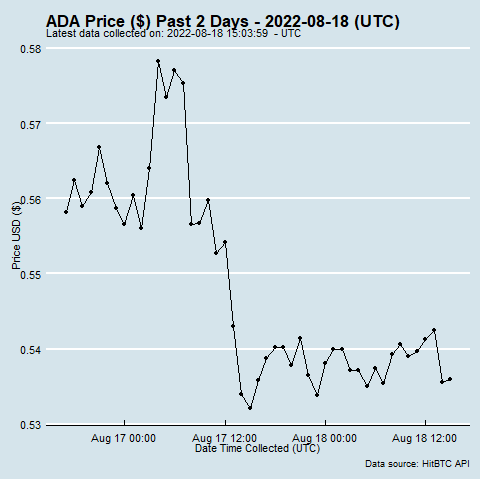 ADA Price ($) Past 2 Days - 2022-08-18 (UTC)
Latest data collected on: 2022-08-18 15:03:59 - UTC
0.58
0.57
0.56
0.55
0.54
0.53
Price USD ($)
Aug 17 00:00 Aug 17 12:00 Aug 18 00:00 Aug 18 12:00
Date Time Collected (UTC)
Data source: HitBTC API